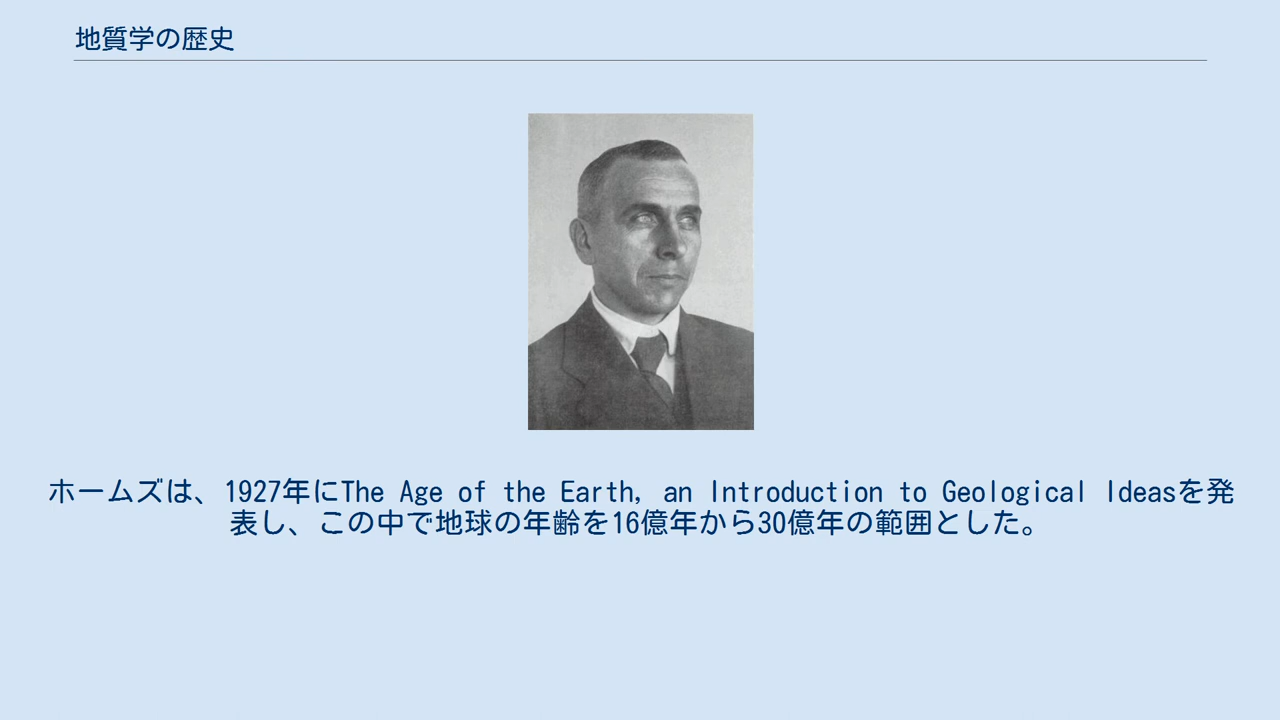 地質学の歴史
ホームズは、1927年にThe Age of the Earth, an Introduction to Geological Ideasを発
表し、この中で地球の年齢を16億年から30億年の範囲とした。